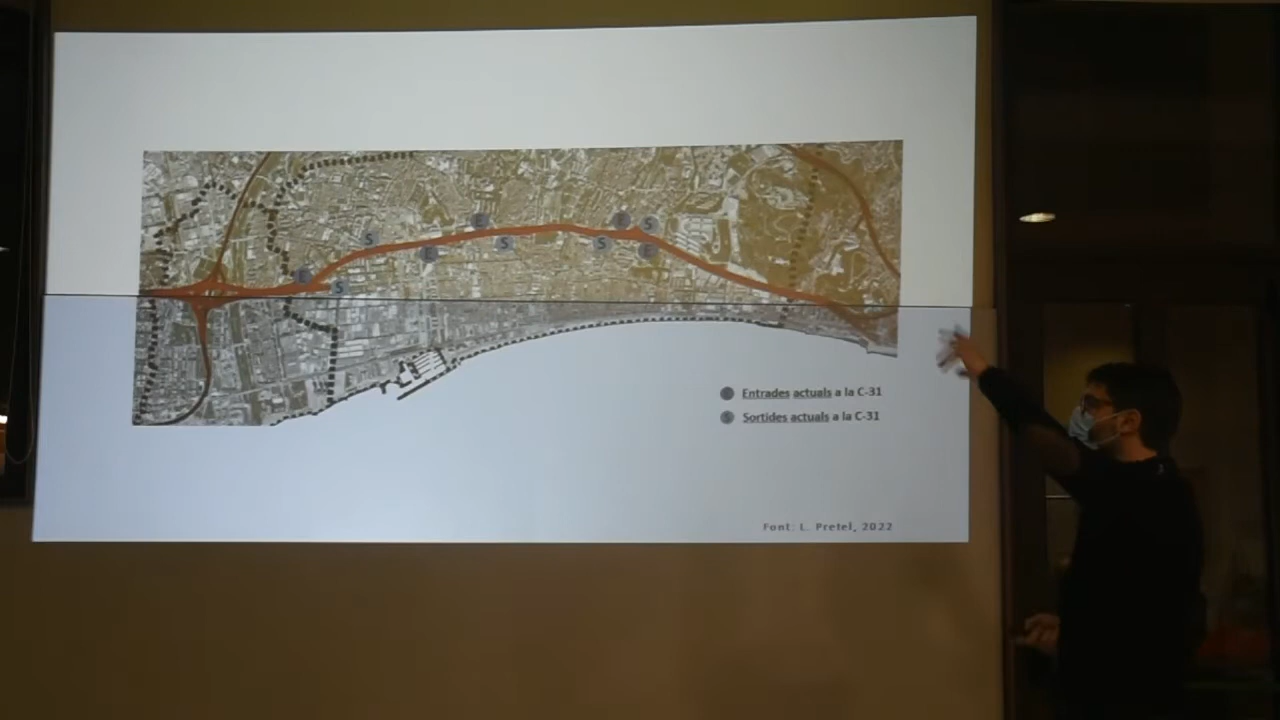 E
E
S
S
S
S
E
E
E
S
E Entrades actuals a la C-31
S Sortides actuals a la C-31
Font: L. Pretel, 2022